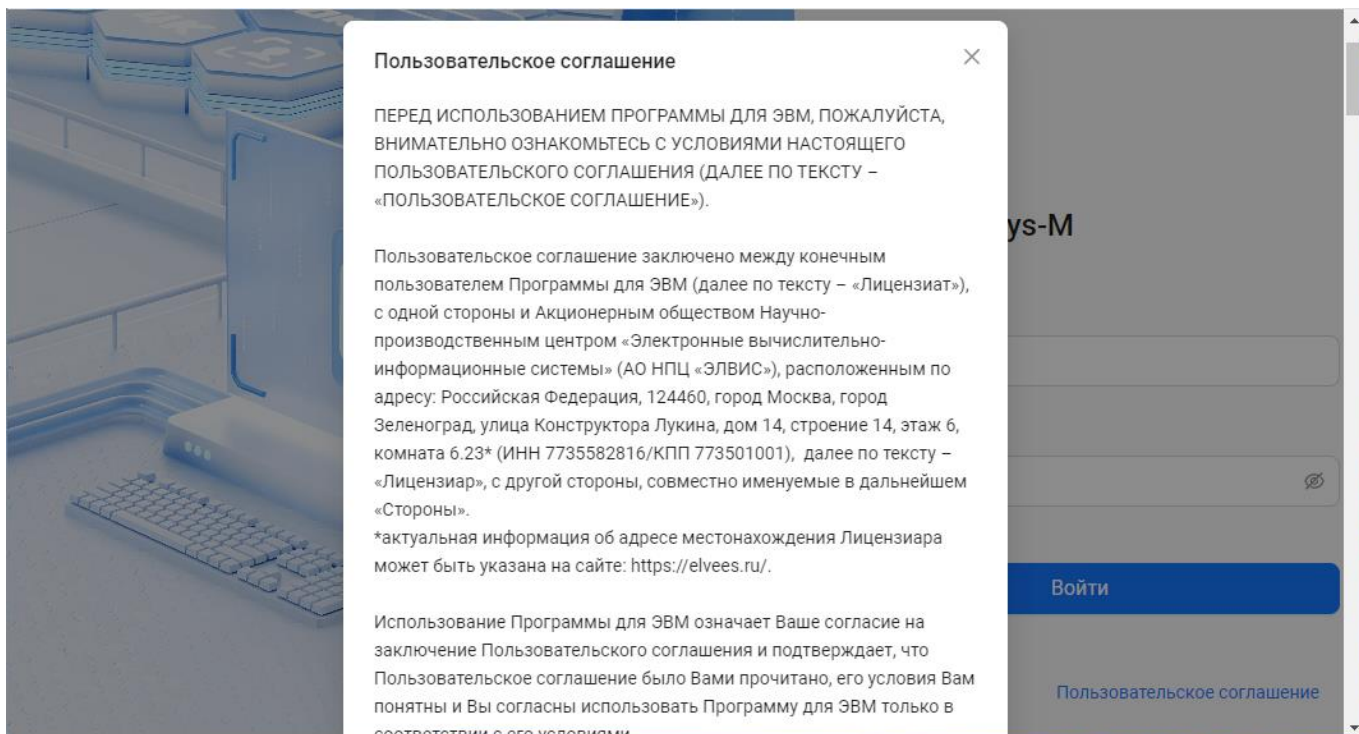 Пользовательское соглашение
ПЕРЕД ИСПОЛЬЗОВАНИЕМ ПРОГРАММЫ ДЛЯ ЭВМ, ПОЖАЛУЙСТА,
ВНИМАТЕЛЬНО ОЗНАКОМЬТЕСЬ С УСЛОВИЯМИ НАСТОЯЩЕГО
ПОЛЬЗОВАТЕЛЬСКОГО СОГЛАШЕНИЯ (ДАЛЕЕ ПО ТЕКСТУ –
«ПОЛЬЗОВАТЕЛЬСКОЕ СОГЛАШЕНИЕ»).
Пользовательское соглашение заключено между конечным
пользователем Программы для ЭВМ (далее по тексту – «Лицензиат»),
с одной стороны и Акционерным обществом Научно-
производственным центром «Электронные вычислительно-
информационные системы» (АО НПЦ «ЭЛВИС»), расположенным по
адресу: Российская Федерация, 124460, город Москва, город
Зеленоград, улица Конструктора Лукина, дом 14, строение 14, этаж 6,
комната 6.23* (ИНН 7735582816/КПП 773501001), далее по тексту –
«Лицензиар», с другой стороны, совместно именуемые в дальнейшем
«Стороны».
*актуальная информация об адресе местонахождения Лицензиара
может быть указана на сайте: https://elvees.ru/.
Использование Программы для ЭВМ означает Ваше согласие на
заключение Пользовательского соглашения и подтверждает, что
Пользовательское соглашение было Вами прочитано, его условия Вам
понятны и Вы согласны использовать Программу для ЭВМ только в
соответствии с его условиями
ys-M
Войти
Пользовательское соглашение